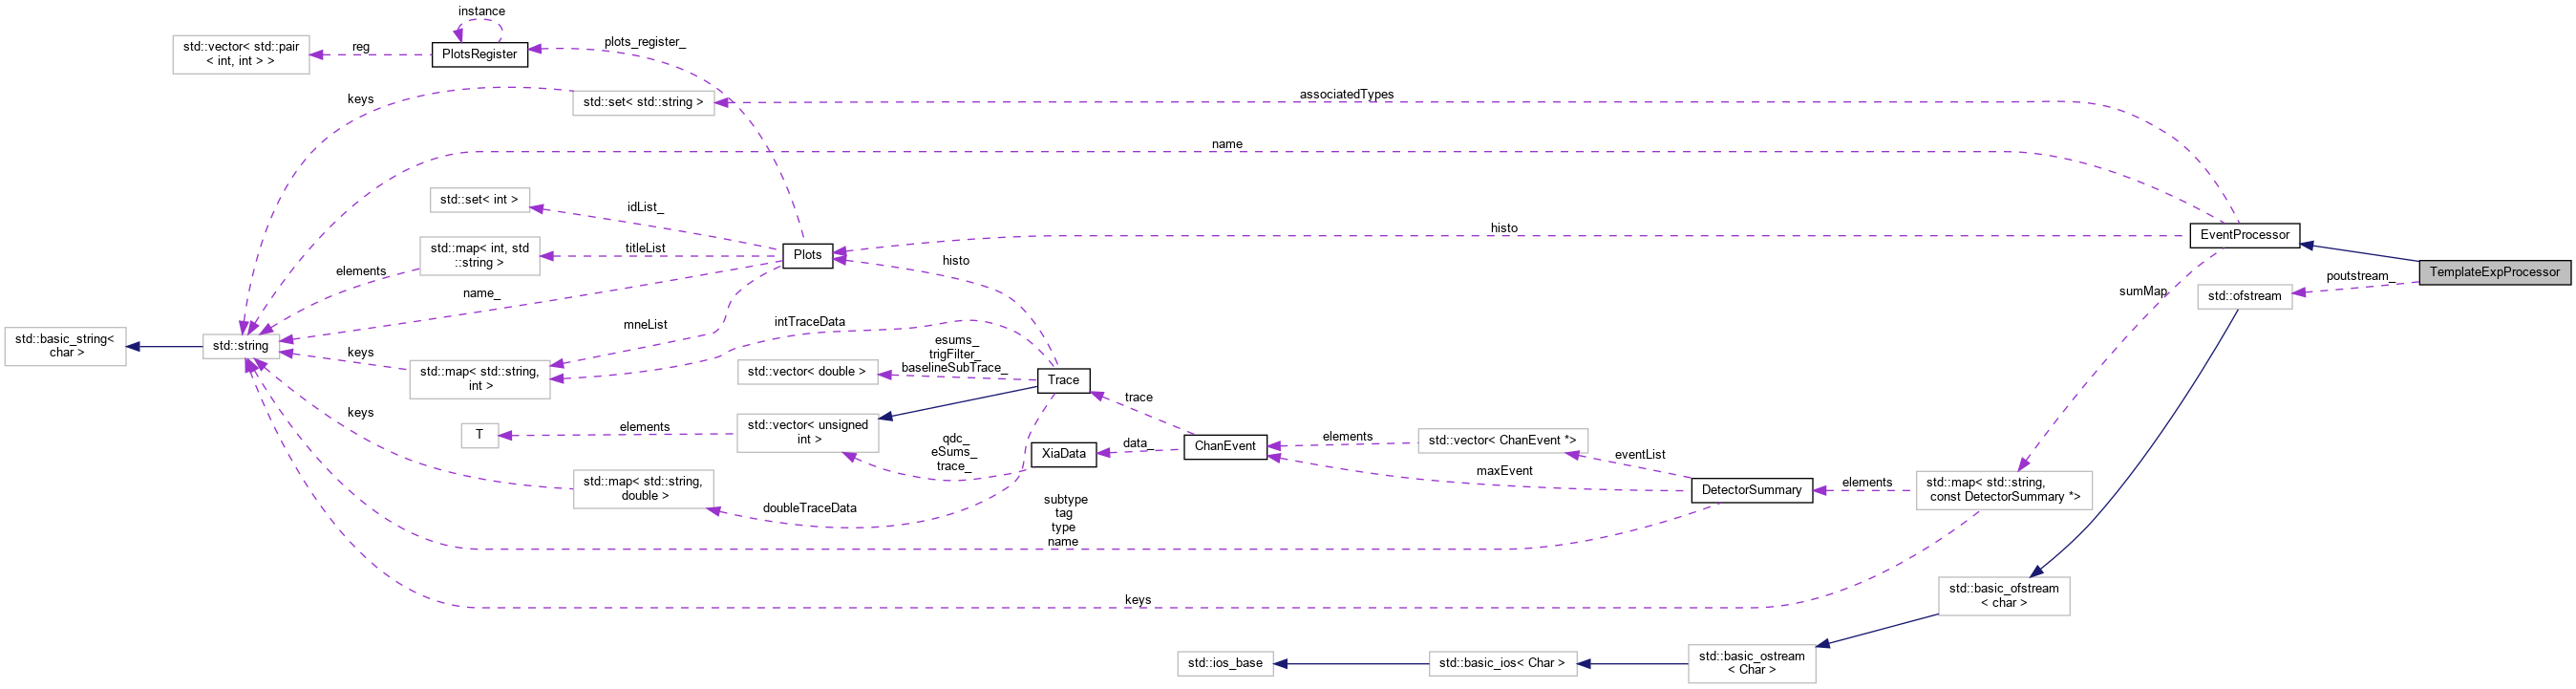 instance
std::vector< std::pair
< int, int > >
reg
PlotsRegister
plots_register_
keys
std::set< std::string >
associatedTypes
name
std::set< int >
idList_
std::map< int, std
::string >
titleList
Plots
histo
histo
EventProcessor
TemplateExpProcessor
elements
name_
poutstream_
sumMap
std::ofstream
std::basic_string<
char >
std::string
mneList
intTraceData
keys
std::map< std::string,
int >
esums_
trigFilter_
baselineSubTrace_
std::vector< double >
Trace
trace
keys
T
elements
std::vector< unsigned
int >
qdc_
eSums_
trace_
XiaData
data_
ChanEvent
elements
std::vector< ChanEvent *>
eventList
maxEvent
DetectorSummary
elements
std::map< std::string,
const DetectorSummary *>
std::map< std::string,
double >
doubleTraceData
subtype
tag
type
name
keys
std::basic_ofstream
< char >
std::ios_base
std::basic_ios< Char >
std::basic_ostream
< Char >